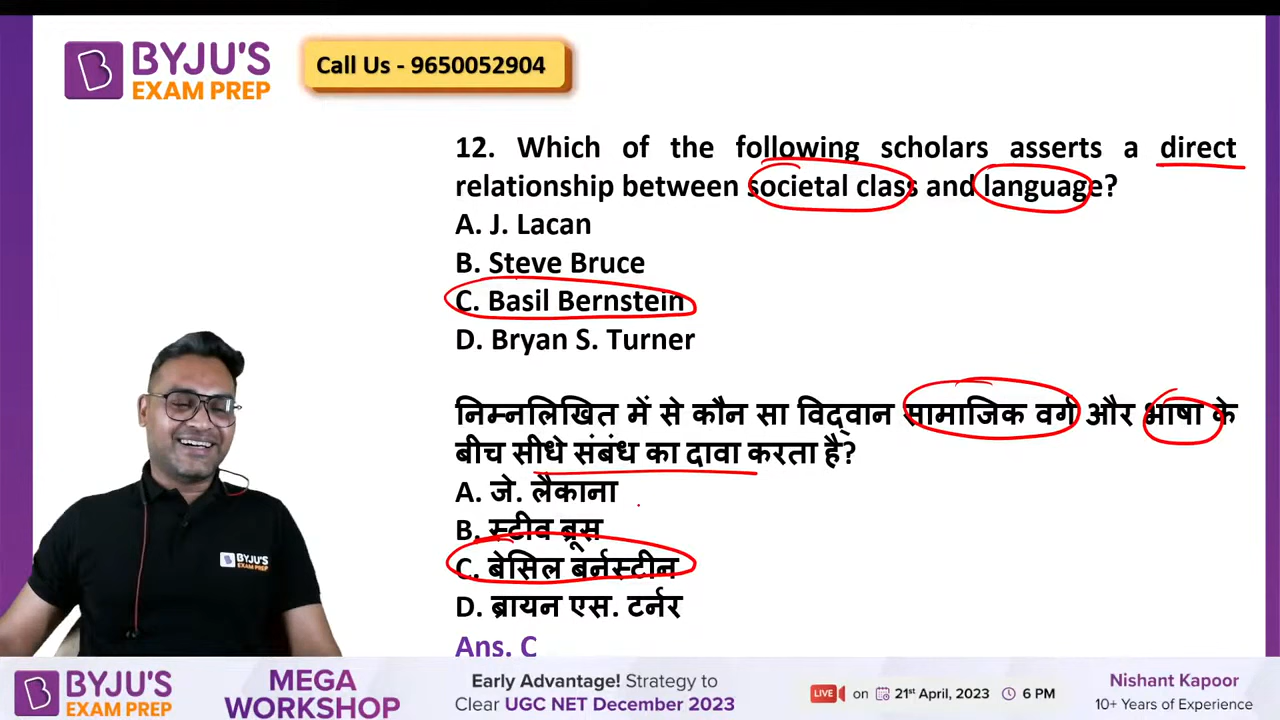 BYJU'S
EXAM PREP
Call Us - 9650052904
12. Which of the following scholars asserts a direct
relationship between societal class and language?
A. J. Lacan
B. Steve Bruce
C. Basil Bernstein
D. Bryan S. Turner
निम्नलिखित में से कौन सा विद्वान सामाजिक वर्ग और भाषा के
बीच सीधे संबंध का दावा करता है?
A. जे. लैकाना
B. स्टीव ब्रूस
C. बेसिल बर्नस्टीन
D. ब्रायन एस. टर्नर
Ans. C
BYJU'S
EXAM PREP
BYJU'S
EXAM PREP
MEGA
WORKSHOP
Early Advantage! Strategy to
Clear UGC NET December 2023
LIVE on 21st April, 2023 6 PM
Nishant Kapoor
10+ Years of Experience